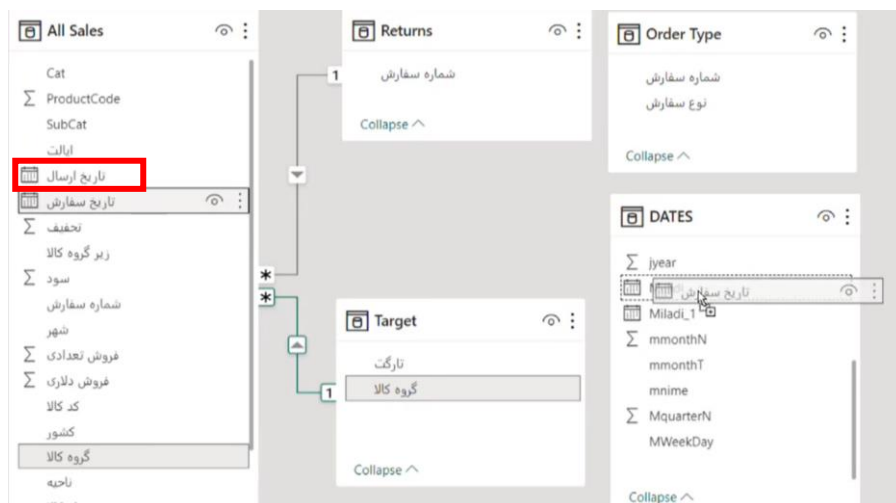 All Sales
Cat
ProductCode
SubCat
ایالت
تاریخ ارسال
تاریخ سفارش
تخفیف
زیر گروه کالا
سود
شماره سفارش
شهر
فروش تعدادی
فروش دلاری
کد کالا
کشور
گروه کالا
ناحیه
Returns
1
شماره سفارش
Collapse
*
*
Target
تارگت
گروه کالا
1
Collapse
Order Type
شماره سفارش
نوع سفارش
Collapse
DATES
jyear
تاریخ سفارش
Miladi_1
mmonthN
mmonthT
mnime
MquarterN
MWeekDay
Collapse